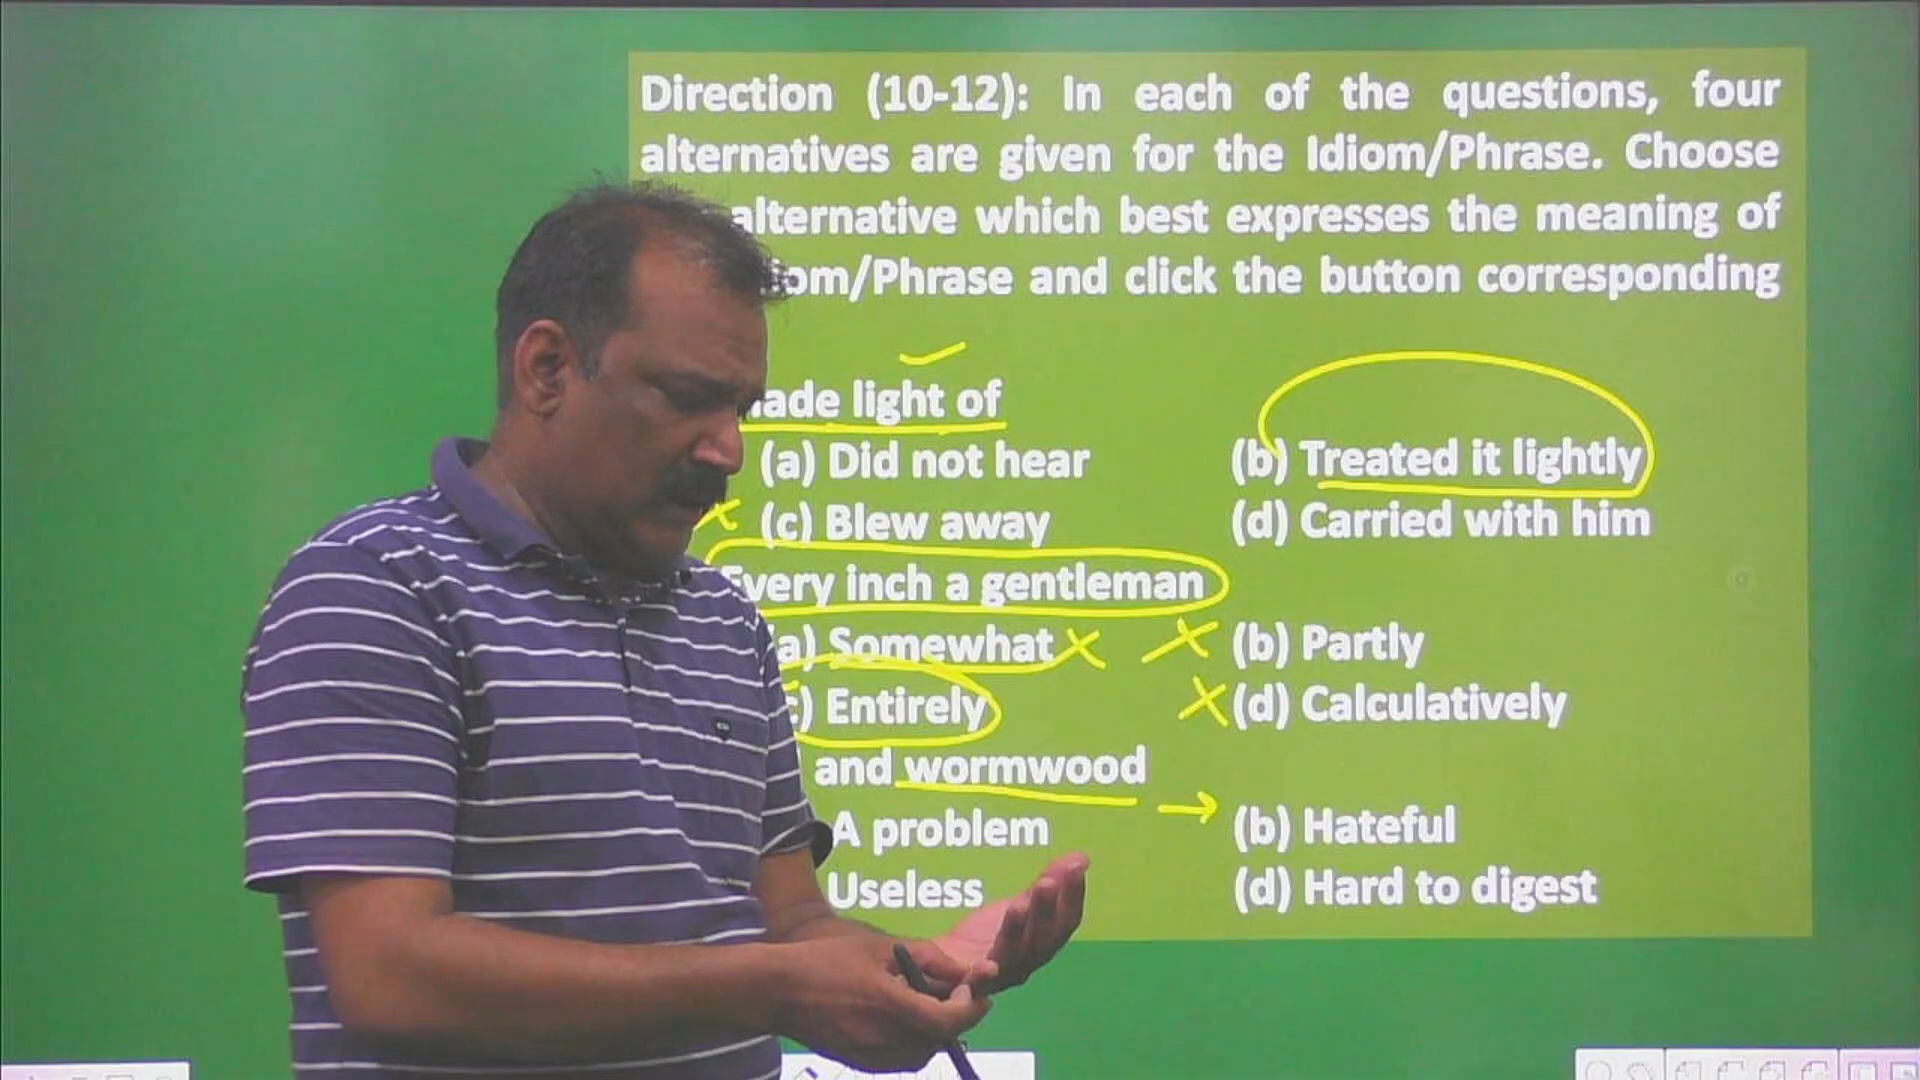 Direction (10-12): In each of the questions, four
alternatives are given for the Idiom/Phrase. Choose
alternative which best expresses the meaning of
Idiom/Phrase and click the button corresponding
made light of
(a) Did not hear (b) Treated it lightly
(c) Blew away (d) Carried with him
Every inch a gentleman
(a) Somewhat (b) Partly
(c) Entirely (d) Calculatively
and wormwood
A problem (b) Hateful
Useless (d) Hard to digest